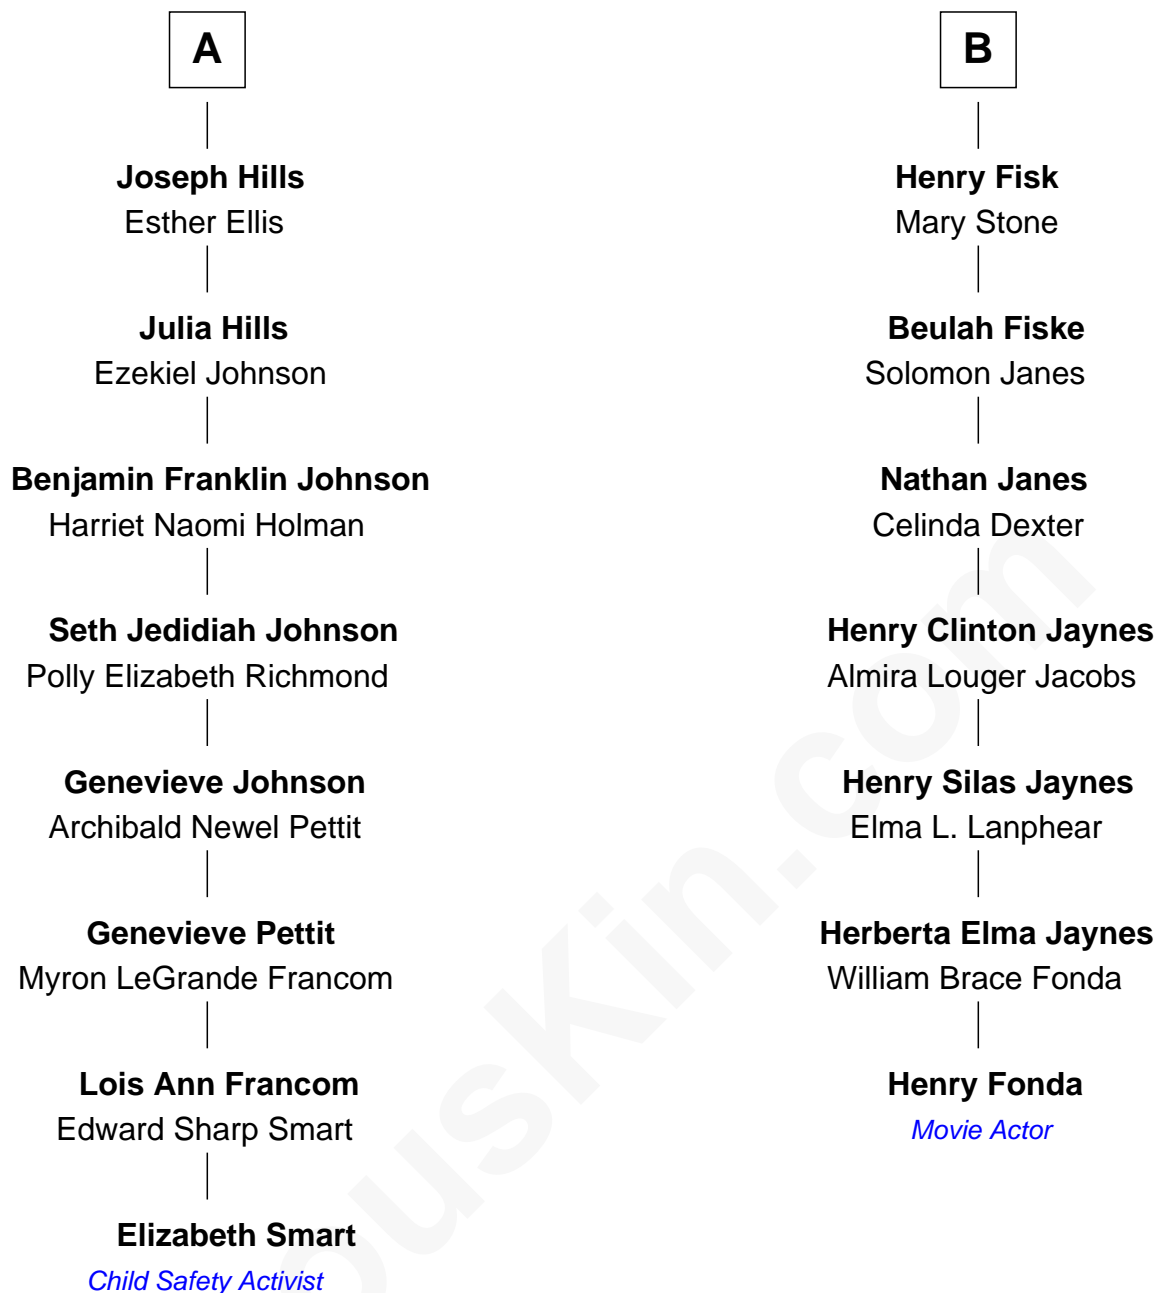 A
Joseph Hills
Esther Ellis
Julia Hills
Ezekiel Johnson
Benjamin Franklin Johnson
Harriet Naomi Holman
Seth Jedidiah Johnson
Polly Elizabeth Richmond
Genevieve Johnson
Archibald Newel Pettit
Genevieve Pettit
Myron LeGrande Francom
Lois Ann Francom
Edward Sharp Smart
Elizabeth Smart
Child Safety Activist
B
Henry Fisk
Mary Stone
Beulah Fiske
Solomon Janes
Nathan Janes
Celinda Dexter
Henry Clinton Jaynes
Almira Louger Jacobs
Henry Silas Jaynes
Elma L. Lanphear
Herberta Elma Jaynes
William Brace Fonda
Henry Fonda
Movie Actor
ousKin.com